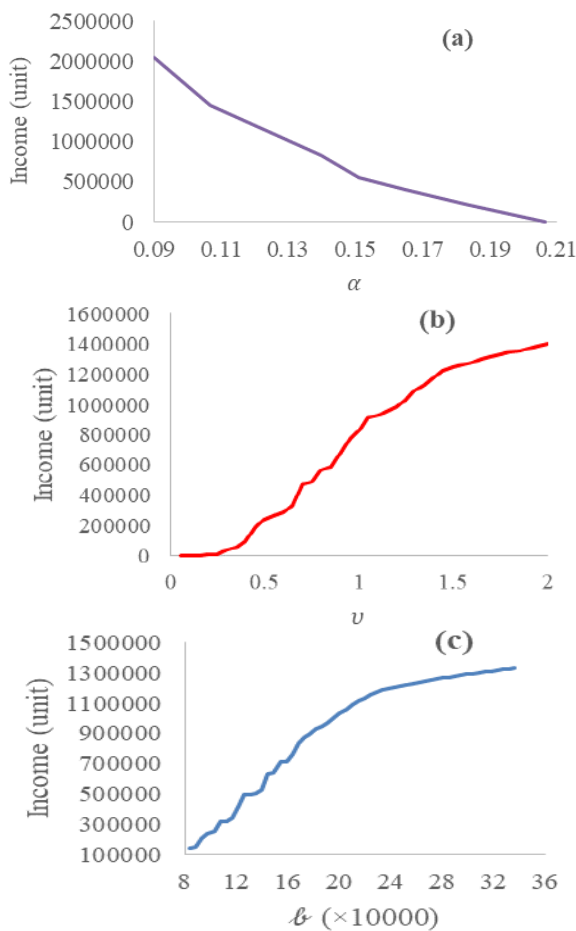 (a)
Income (unit)
2500000
2000000
1500000
1000000
500000
0
0.09 0.11 0.13 0.15 0.17 0.19 0.21
α
(b)
Income (unit)
1600000
1400000
1200000
1000000
800000
600000
400000
200000
0
0 0.5 1 1.5 2
υ
(c)
Income (unit)
1500000
1300000
1100000
900000
700000
500000
300000
100000
8 12 16 20 24 28 32 36
𝒷 (×10000)